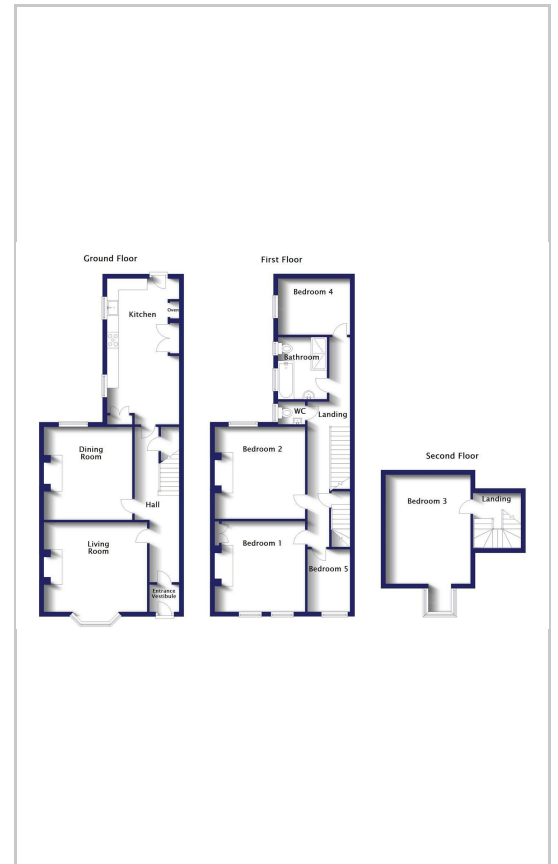 Ground Floor
Kitchen
Oven
Dining
Room
Hall
Living
Room
Entrance
Vestibule
First Floor
Bedroom 4
Bathroom
WC
Landing
Bedroom 2
Bedroom 1
Bedroom 5
Second Floor
Bedroom 3
Landing